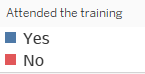 Attended the training
Yes
No